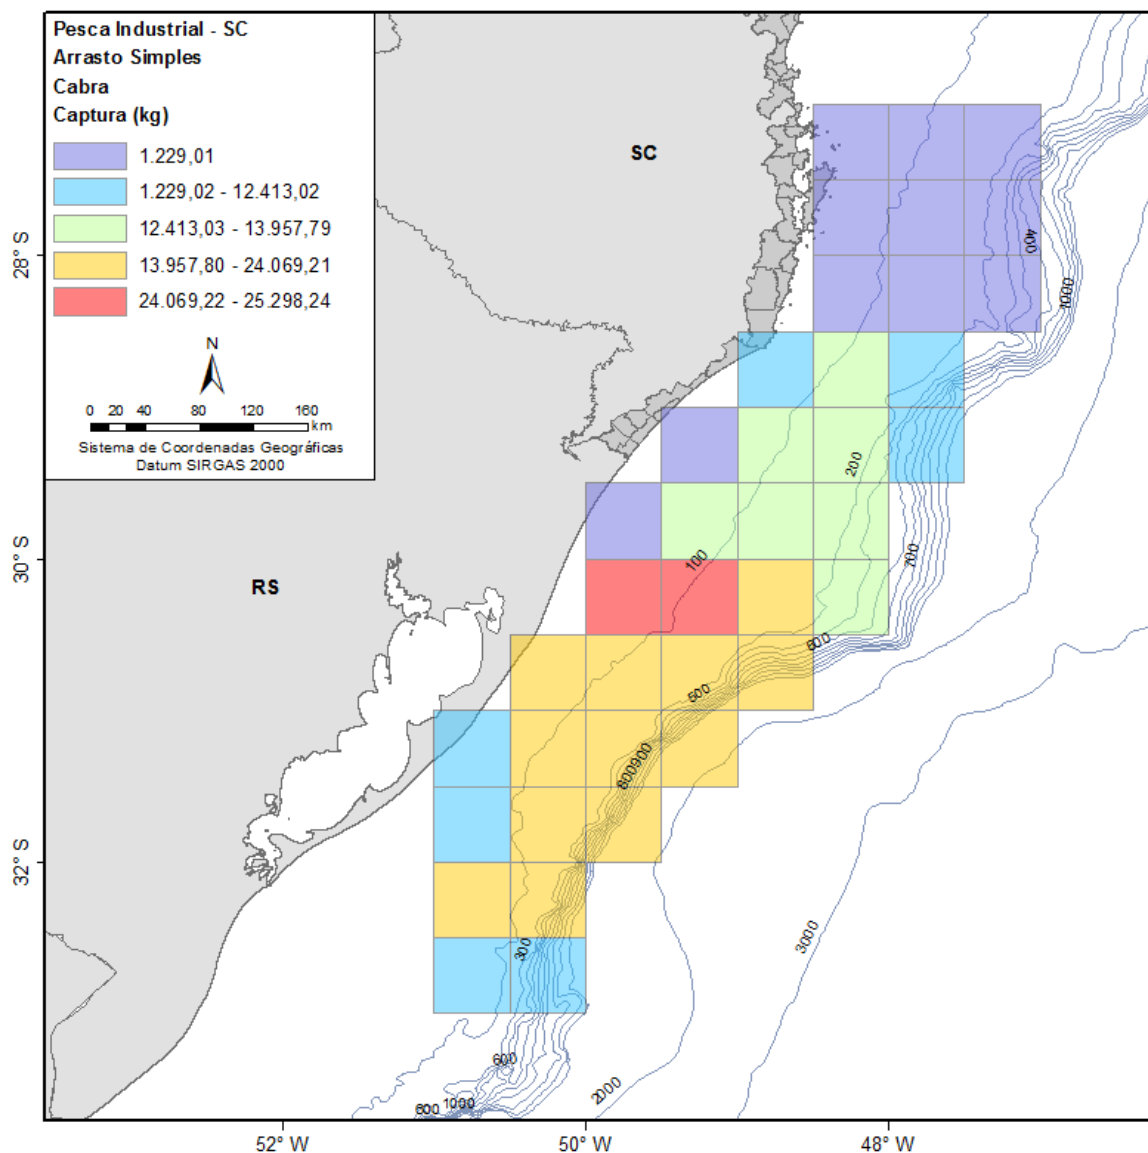 Pesca Industrial - SC
Arrasto Simples
Cabra
Captura (kg)
1.229,01
1.229,02 - 12.413,02
12.413,03 - 13.957,79
13.957,80 - 24.069,21
24.069,22 - 25.298,24
N
0 20 40 80 120 160
km
Sistema de Coordenadas Geográficas
Datum SIRGAS 2000
SC
RS
400
1000
200
100
700
600
500
800900
300
3000
600
2000
600 1000
28° S
30° S
32° S
52° W 50° W 48° W